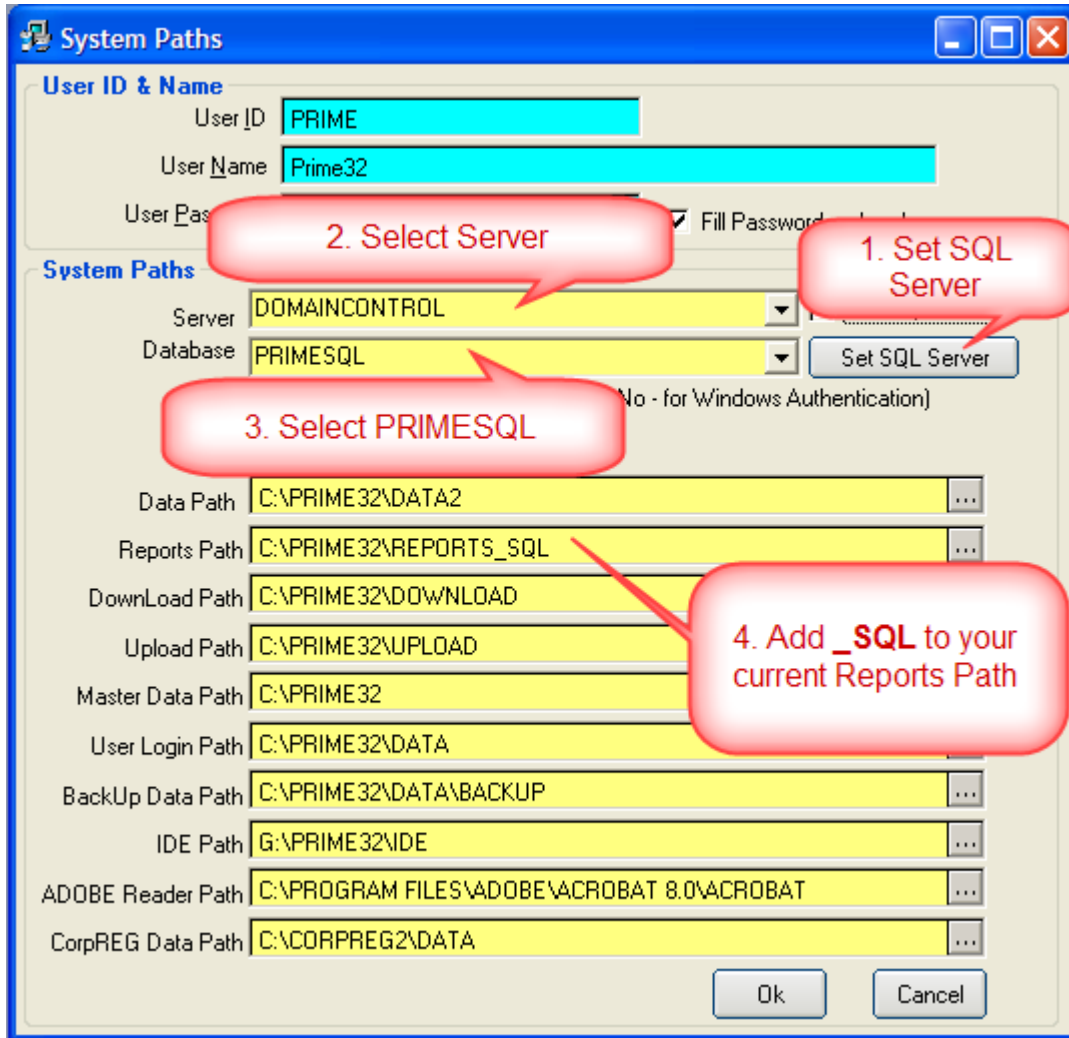 System Paths
User ID & Name
User ID PRIME
User Name Prime32
User Pas
Fill Password
2. Select Server
1. Set SQL
Server
System Paths
Server DOMAINCONTROL
Database PRIMESQL
Set SQL Server
No - for Windows Authentication)
3. Select PRIMESQL
Data Path C:\PRIME32\DATA2 ...
Reports Path C:\PRIME32\REPORTS_SQL ...
DownLoad Path C:\PRIME32\DOWNLOAD
Upload Path C:\PRIME32\UPLOAD
4. Add _SQL to your
current Reports Path
Master Data Path C:\PRIME32
User Login Path C:\PRIME32\DATA
BackUp Data Path C:\PRIME32\DATA\BACKUP ...
IDE Path G:\PRIME32\IDE ...
ADOBE Reader Path C:\PROGRAM FILES\ADOBE\ACROBAT 8.0\ACROBAT ...
CorpREG Data Path C:\CORPREG2\DATA ...
Ok
Cancel